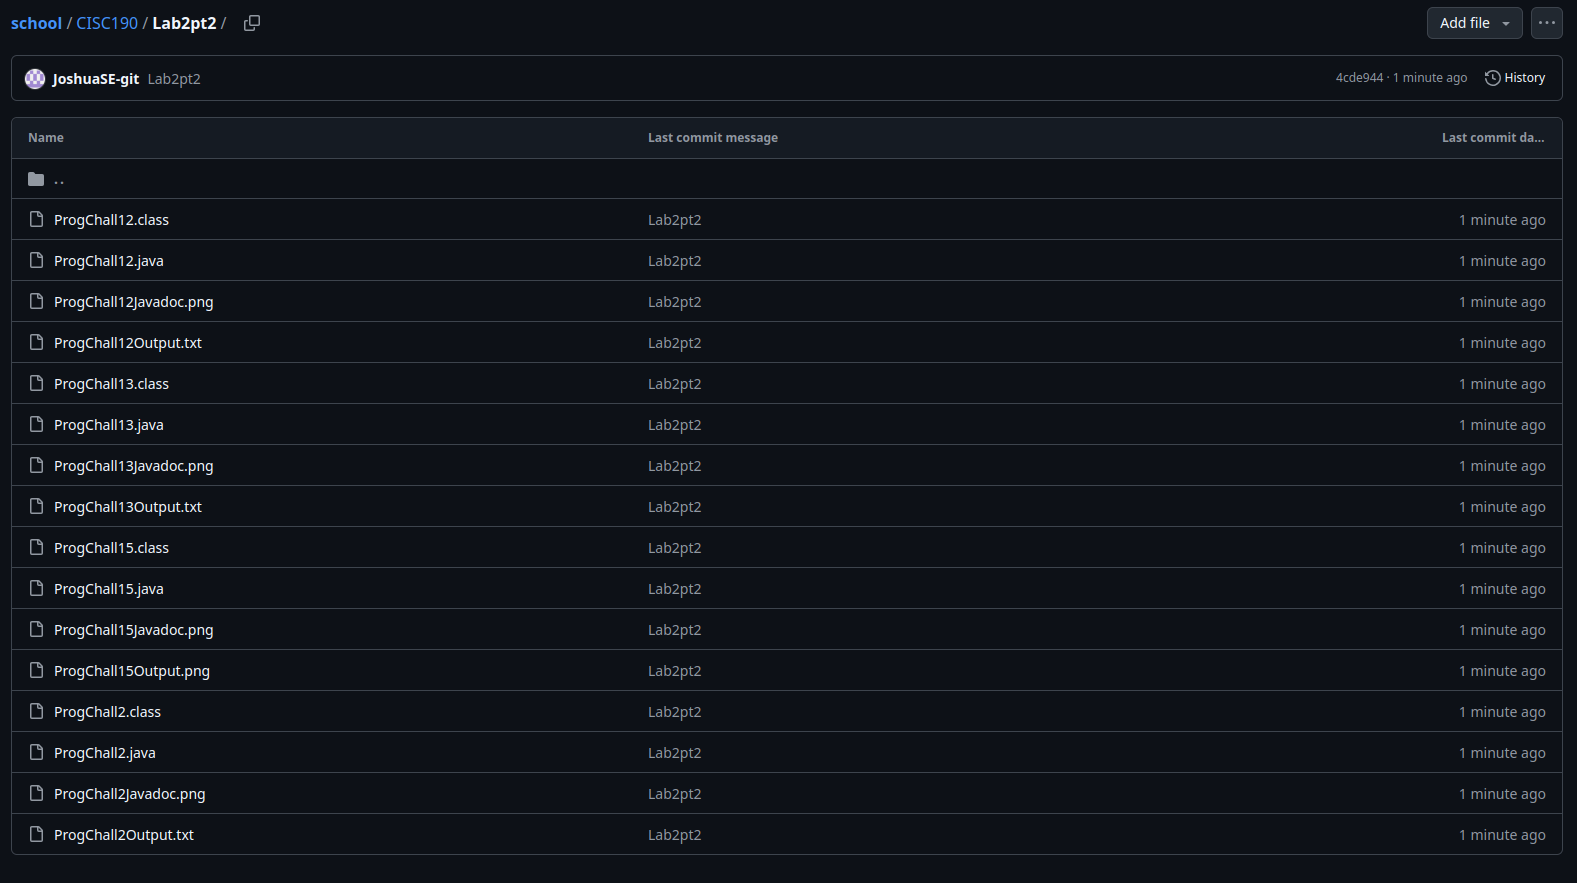 school / CISC190 / Lab2pt2 / Add file
JoshuaSE-git Lab2pt2 4cde944 · 1 minute ago History
Name Last commit message Last commit da...
..
ProgChall12.class Lab2pt2 1 minute ago
ProgChall12.java Lab2pt2 1 minute ago
ProgChall12Javadoc.png Lab2pt2 1 minute ago
ProgChall12Output.txt Lab2pt2 1 minute ago
ProgChall13.class Lab2pt2 1 minute ago
ProgChall13.java Lab2pt2 1 minute ago
ProgChall13Javadoc.png Lab2pt2 1 minute ago
ProgChall13Output.txt Lab2pt2 1 minute ago
ProgChall15.class Lab2pt2 1 minute ago
ProgChall15.java Lab2pt2 1 minute ago
ProgChall15Javadoc.png Lab2pt2 1 minute ago
ProgChall15Output.png Lab2pt2 1 minute ago
ProgChall2.class Lab2pt2 1 minute ago
ProgChall2.java Lab2pt2 1 minute ago
ProgChall2Javadoc.png Lab2pt2 1 minute ago
ProgChall2Output.txt Lab2pt2 1 minute ago